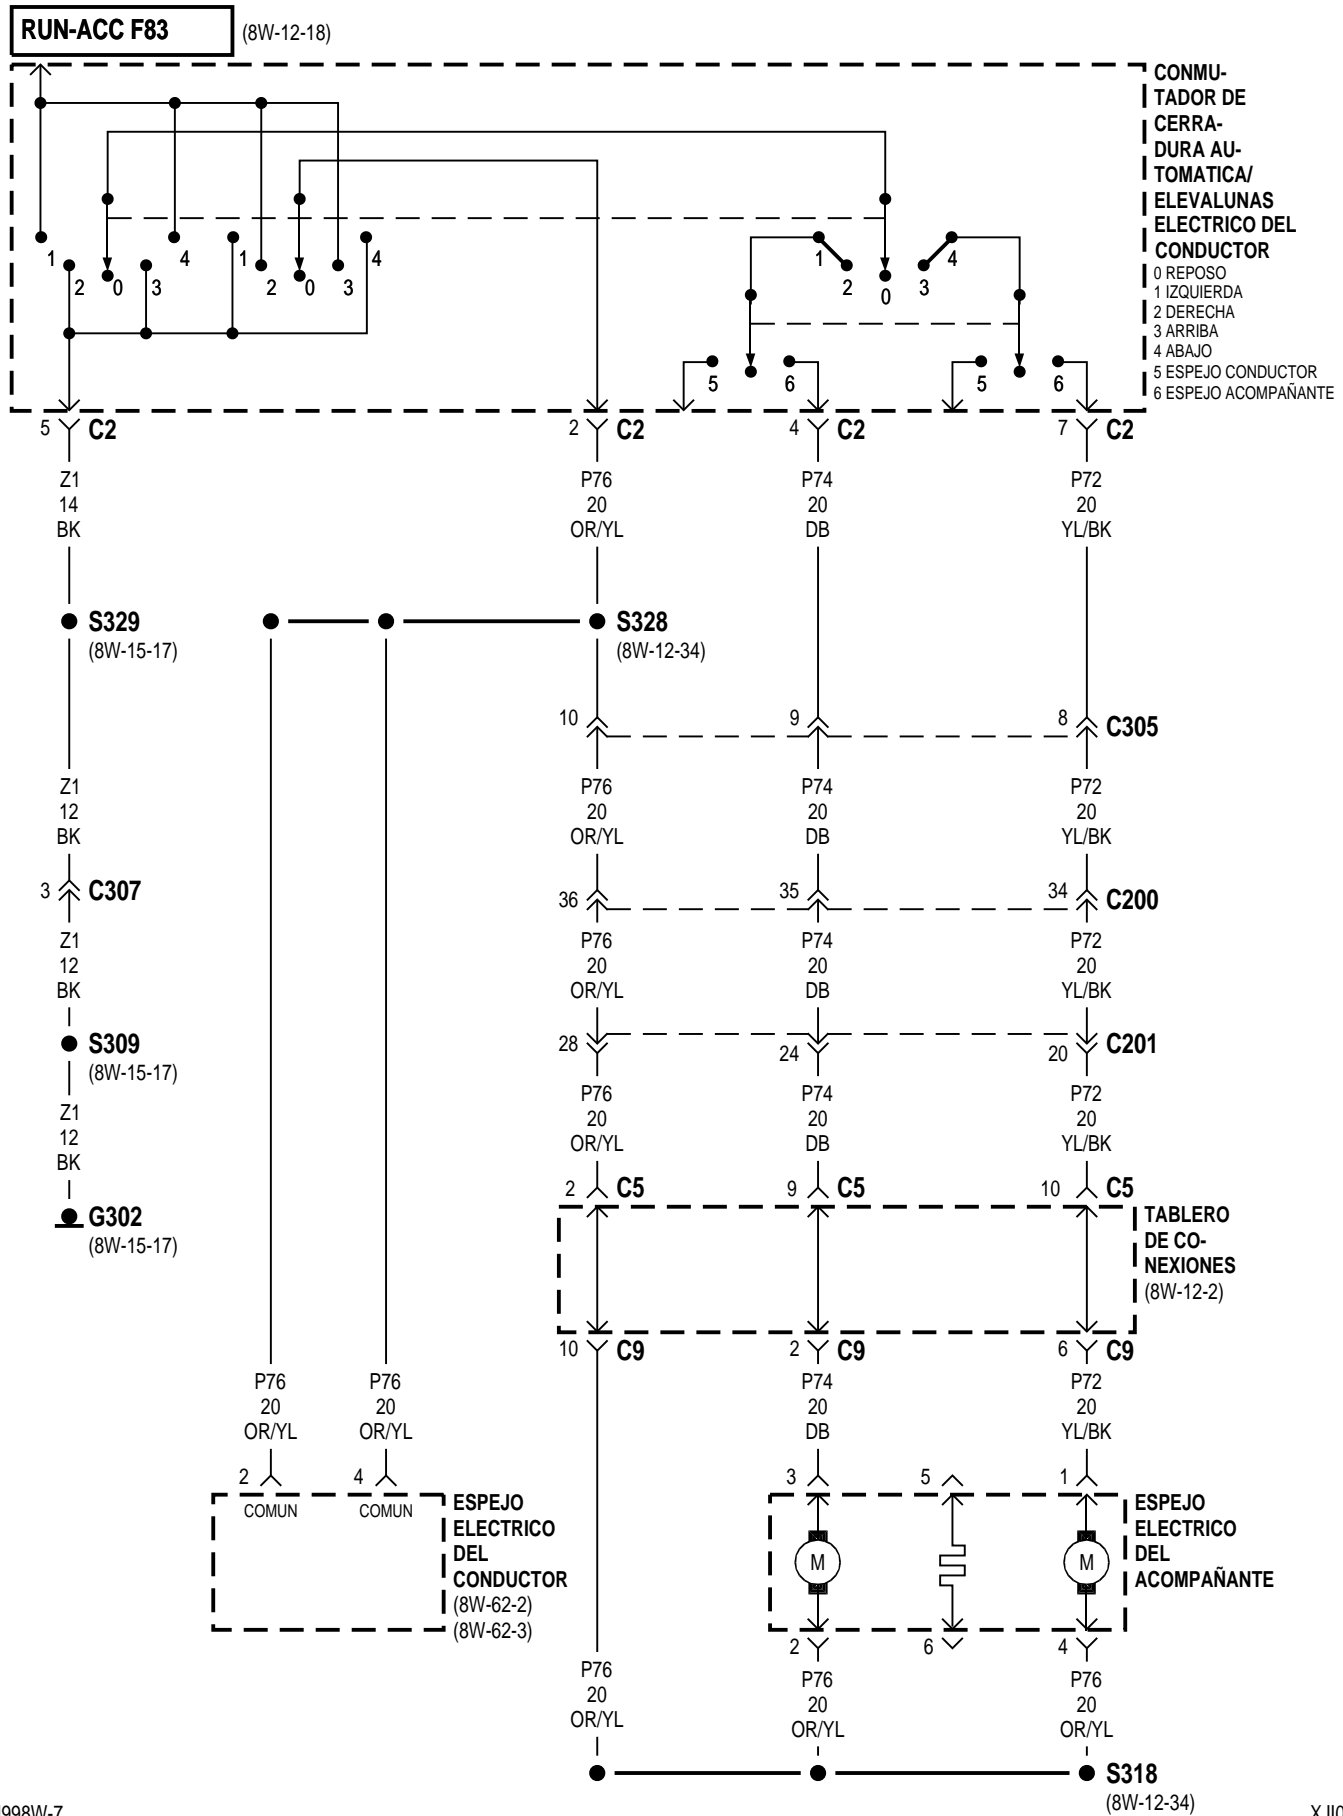 RUN-ACC F83 (8W-12-18)
CONMU-
TADOR DE
CERRA-
DURA AU-
TOMATICA/
ELEVALUNAS
ELECTRICO DEL
CONDUCTOR
0 REPOSO
1 IZQUIERDA
2 DERECHA
3 ARRIBA
4 ABAJO
5 ESPEJO CONDUCTOR
6 ESPEJO ACOMPAÑANTE
1 2 0 3 4 1 2 0 3 4 1 2 0 3 4
5 6 5 6
5 C2 2 C2 4 C2 7 C2
Z1 P76 P74 P72
14 20 20 20
BK OR/YL DB YL/BK
S329 S328
(8W-15-17) (8W-12-34)
10 9 8 C305
Z1 P76 P74 P72
12 20 20 20
BK OR/YL DB YL/BK
3 C307 36 35 34 C200
Z1 P76 P74 P72
12 20 20 20
BK OR/YL DB YL/BK
S309 28 24 20 C201
(8W-15-17)
Z1 P76 P74 P72
12 20 20 20
BK OR/YL DB YL/BK
2 C5 9 C5 10 C5
G302
(8W-15-17)
TABLERO
DE CO-
NEXIONES
(8W-12-2)
10 C9 2 C9 6 C9
P76 P76 P74 P72
20 20 20 20
OR/YL OR/YL DB YL/BK
2 4 3 5 1
COMUN COMUN
ESPEJO
ELECTRICO
DEL
CONDUCTOR
(8W-62-2)
(8W-62-3)
M M
ESPEJO
ELECTRICO
DEL
ACOMPAÑANTE
2 6 4
P76 P76 P76
20 20 20
OR/YL OR/YL OR/YL
S318
(8W-12-34)